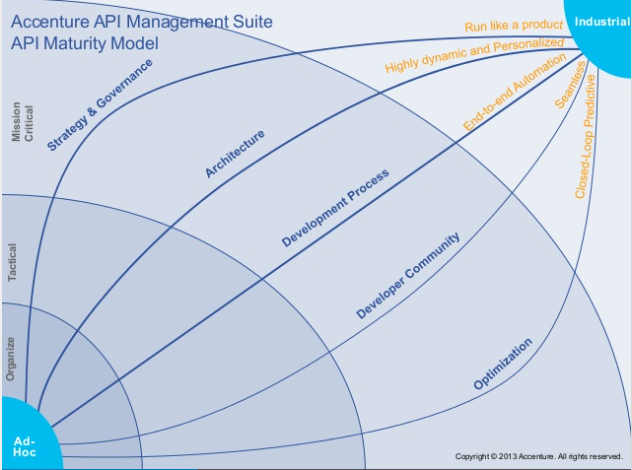 Accenture API Management Suite
API Maturity Model
Industrial
Run like a product
Highly dynamic and Personalized
End-to-end Automation
Seamless
Closed-Loop Predictive
Mission
Critical
Strategy & Governance
Architecture
Development Process
Tactical
Developer Community
Organize
Optimization
Ad-
Hoc
Copyright © 2013 Accenture. All rights reserved.